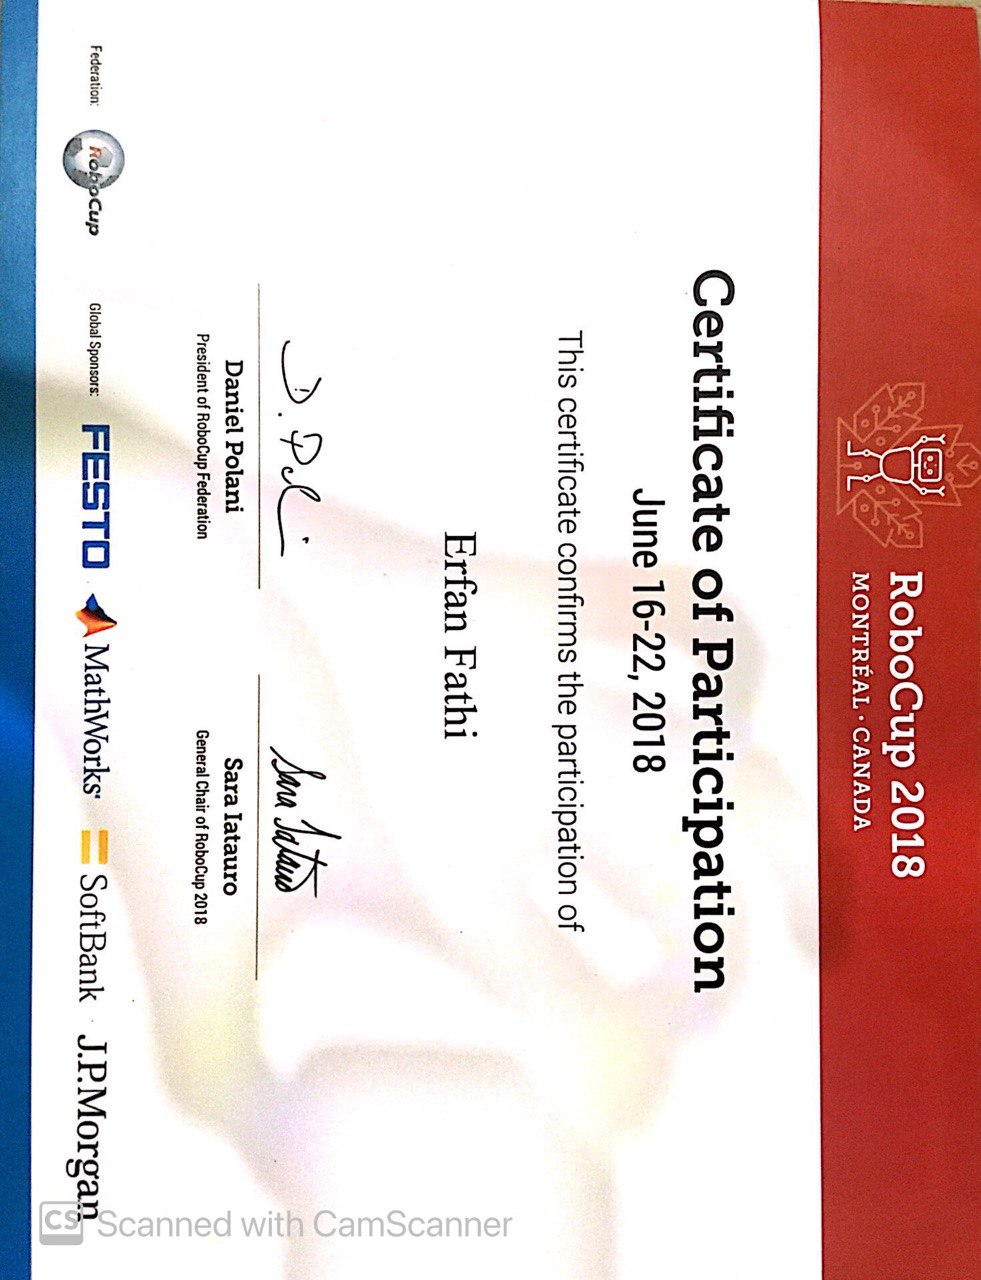 RoboCup 2018
MONTRÉAL · CANADA
Certificate of Participation
June 16-22, 2018
This certificate confirms the participation of
Erfan Fathi
D. Pol
Sara Iatauro
Daniel Polani
President of RoboCup Federation
Sara Iatauro
General Chair of RoboCup 2018
Federation:
RoboCup
Global Sponsors:
FESTO
MathWorks®
SoftBank
J.P.Morgan
CS Scanned with CamScanner